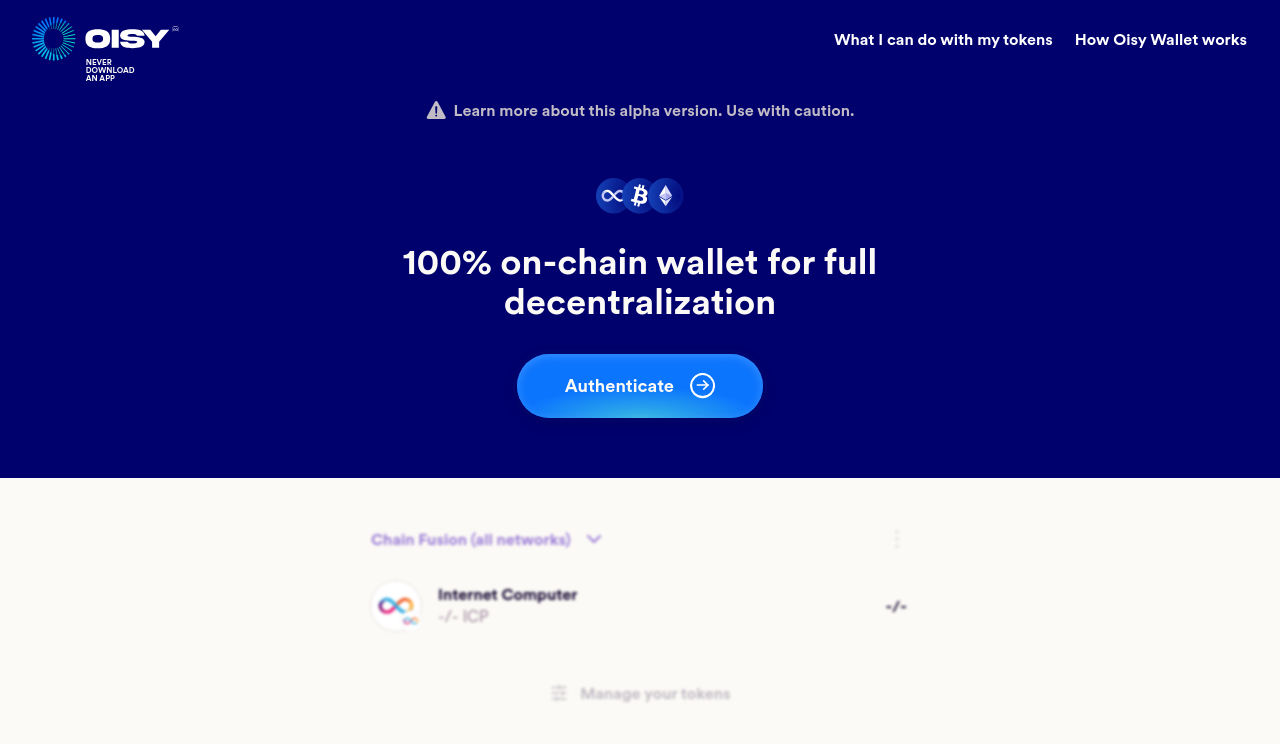 OISY
NEVER
DOWNLOAD
AN APP
What I can do with my tokens
How Oisy Wallet works
Learn more about this alpha version. Use with caution.
100% on-chain wallet for full
decentralization
Authenticate
Chain Fusion (all networks)
Internet Computer
-/- ICP
-/-
Manage your tokens